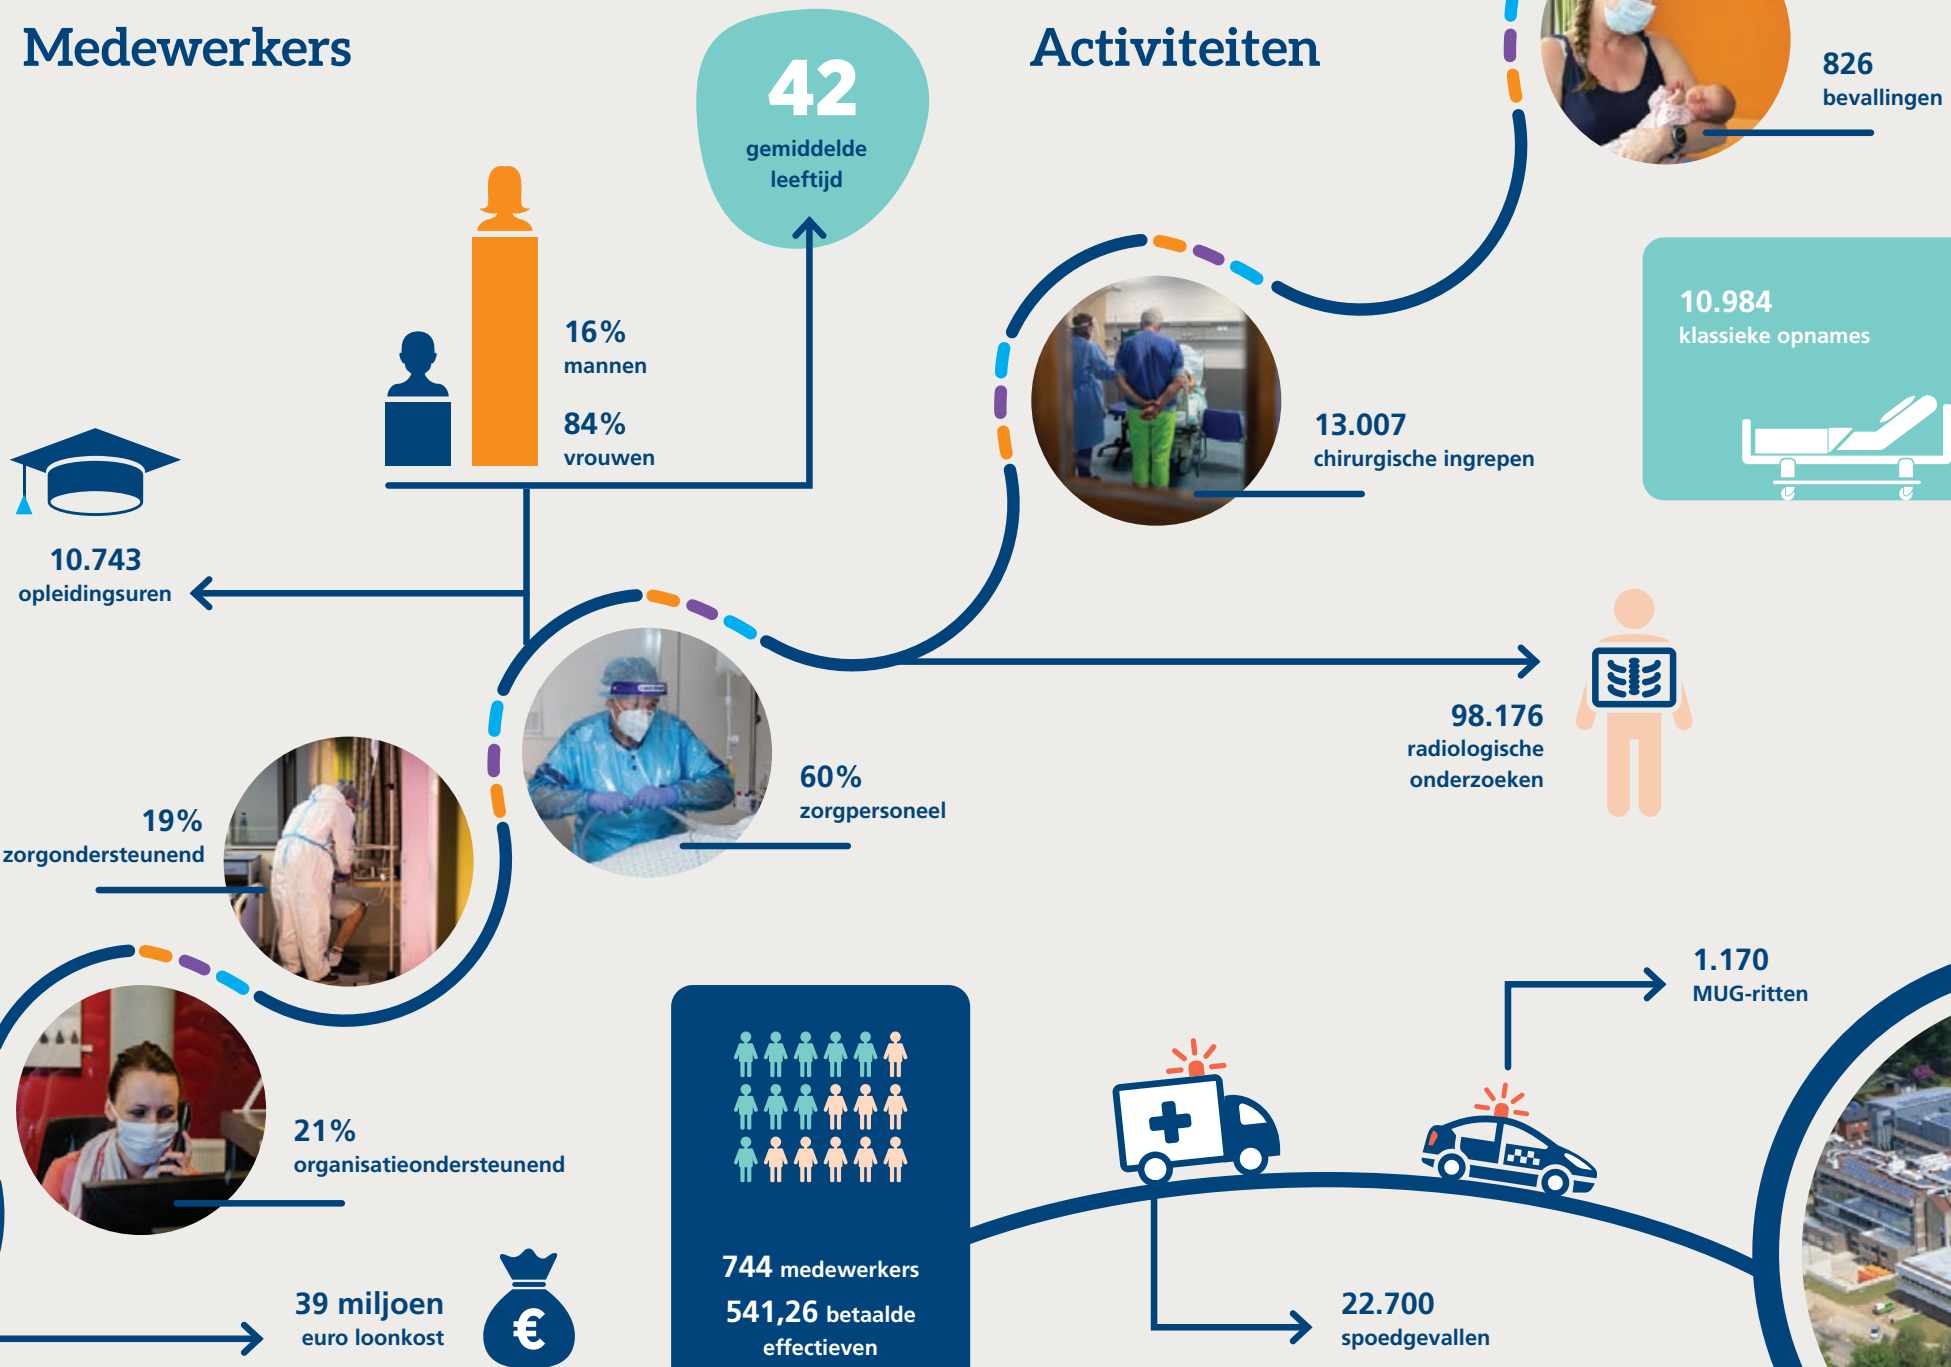 Medewerkers
42
gemiddelde
leeftijd
16%
mannen
84%
vrouwen
10.743
opleidingsuren
60%
zorgpersoneel
19%
zorgondersteunend
21%
organisatieondersteunend
39 miljoen
euro loonkost
€
744 medewerkers
541,26 betaalde
effectieven
Activiteiten
826
bevallingen
10.984
klassieke opnames
13.007
chirurgische ingrepen
98.176
radiologische
onderzoeken
1.170
MUG-ritten
22.700
spoedgevallen